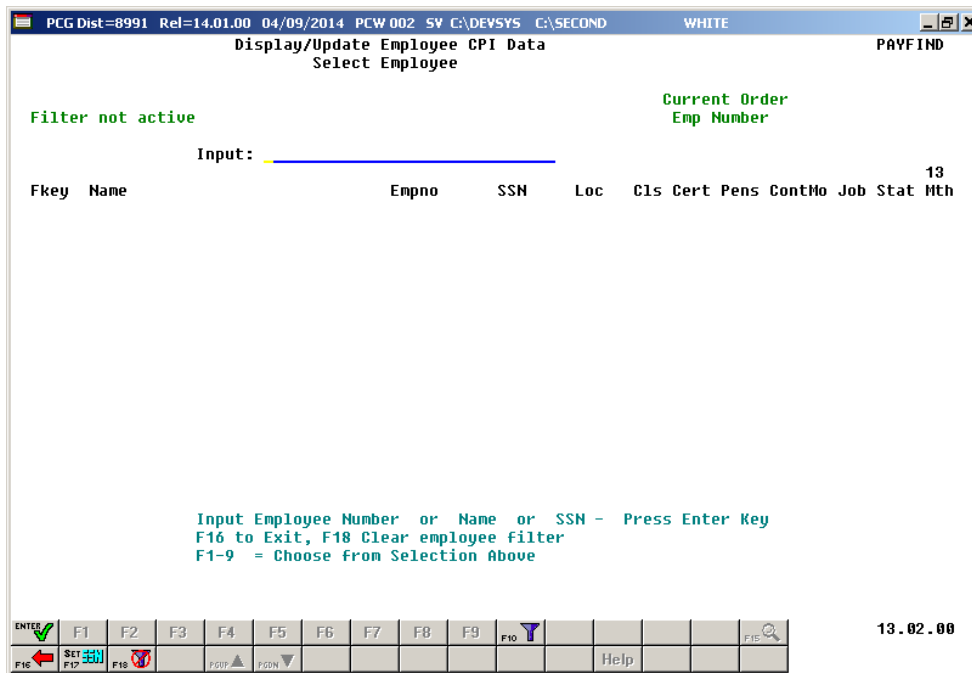 PCG Dist=8991 Rel=14.01.00 04/09/2014 PCW 002 SV C:\DEVSYS C:\SECOND WHITE
Display/Update Employee CPI Data PAYFIND
Select Employee
Current Order
Filter not active Emp Number
Input:
13
Fkey Name Empno SSN Loc Cls Cert Pens ContMo Job Stat Mth
Input Employee Number or Name or SSN - Press Enter Key
F16 to Exit, F18 Clear employee filter
F1-9 = Choose from Selection Above
ENTER F1 F2 F3 F4 F5 F6 F7 F8 F9 F10 F15 13.02.00
F16 SET F17 F18 PGUP PGDN Help